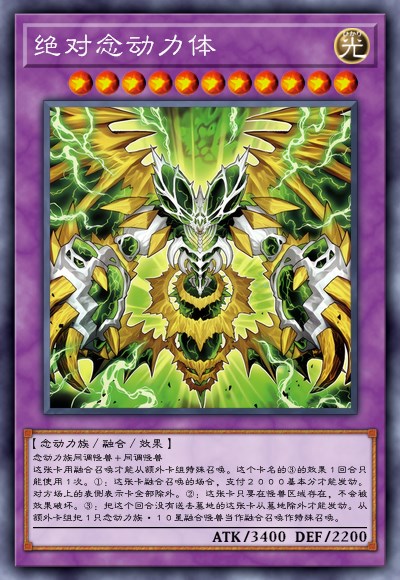 绝对念动力体
ひかり
光
【念动力族／融合／效果】
念动力族同调怪兽＋同调怪兽
这张卡用融合召唤才能从额外卡组特殊召唤。这个卡名的③的效果1回合只
能使用1次。①：这张卡融合召唤的场合，支付２０００基本分才能发动。
对方场上的表侧表示卡全部除外。②：这张卡只要在怪兽区域存在，不会被
效果破坏。③：把这个回合没有送去墓地的这张卡从墓地除外才能发动。从
额外卡组把1只念动力族・１０星融合怪兽当作融合召唤作特殊召唤。
ATK/3400 DEF/2200